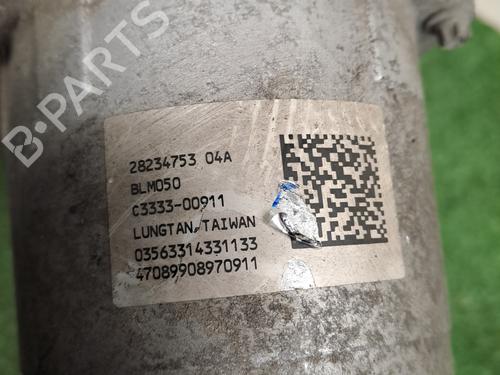 28234753 04A
BLM050
C3333-00911
LUNGTAN,TAIWAN
03563314331133
47089908970911
B-PARTS